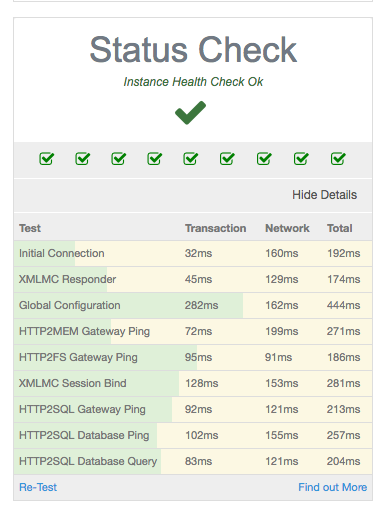 Status Check
Instance Health Check Ok
Hide Details
Test Transaction Network Total
Initial Connection 32ms 160ms 192ms
XMLMC Responder 45ms 129ms 174ms
Global Configuration 282ms 162ms 444ms
HTTP2MEM Gateway Ping 72ms 199ms 271ms
HTTP2FS Gateway Ping 95ms 91ms 186ms
XMLMC Session Bind 128ms 153ms 281ms
HTTP2SQL Gateway Ping 92ms 121ms 213ms
HTTP2SQL Database Ping 102ms 155ms 257ms
HTTP2SQL Database Query 83ms 121ms 204ms
Re-Test Find out More